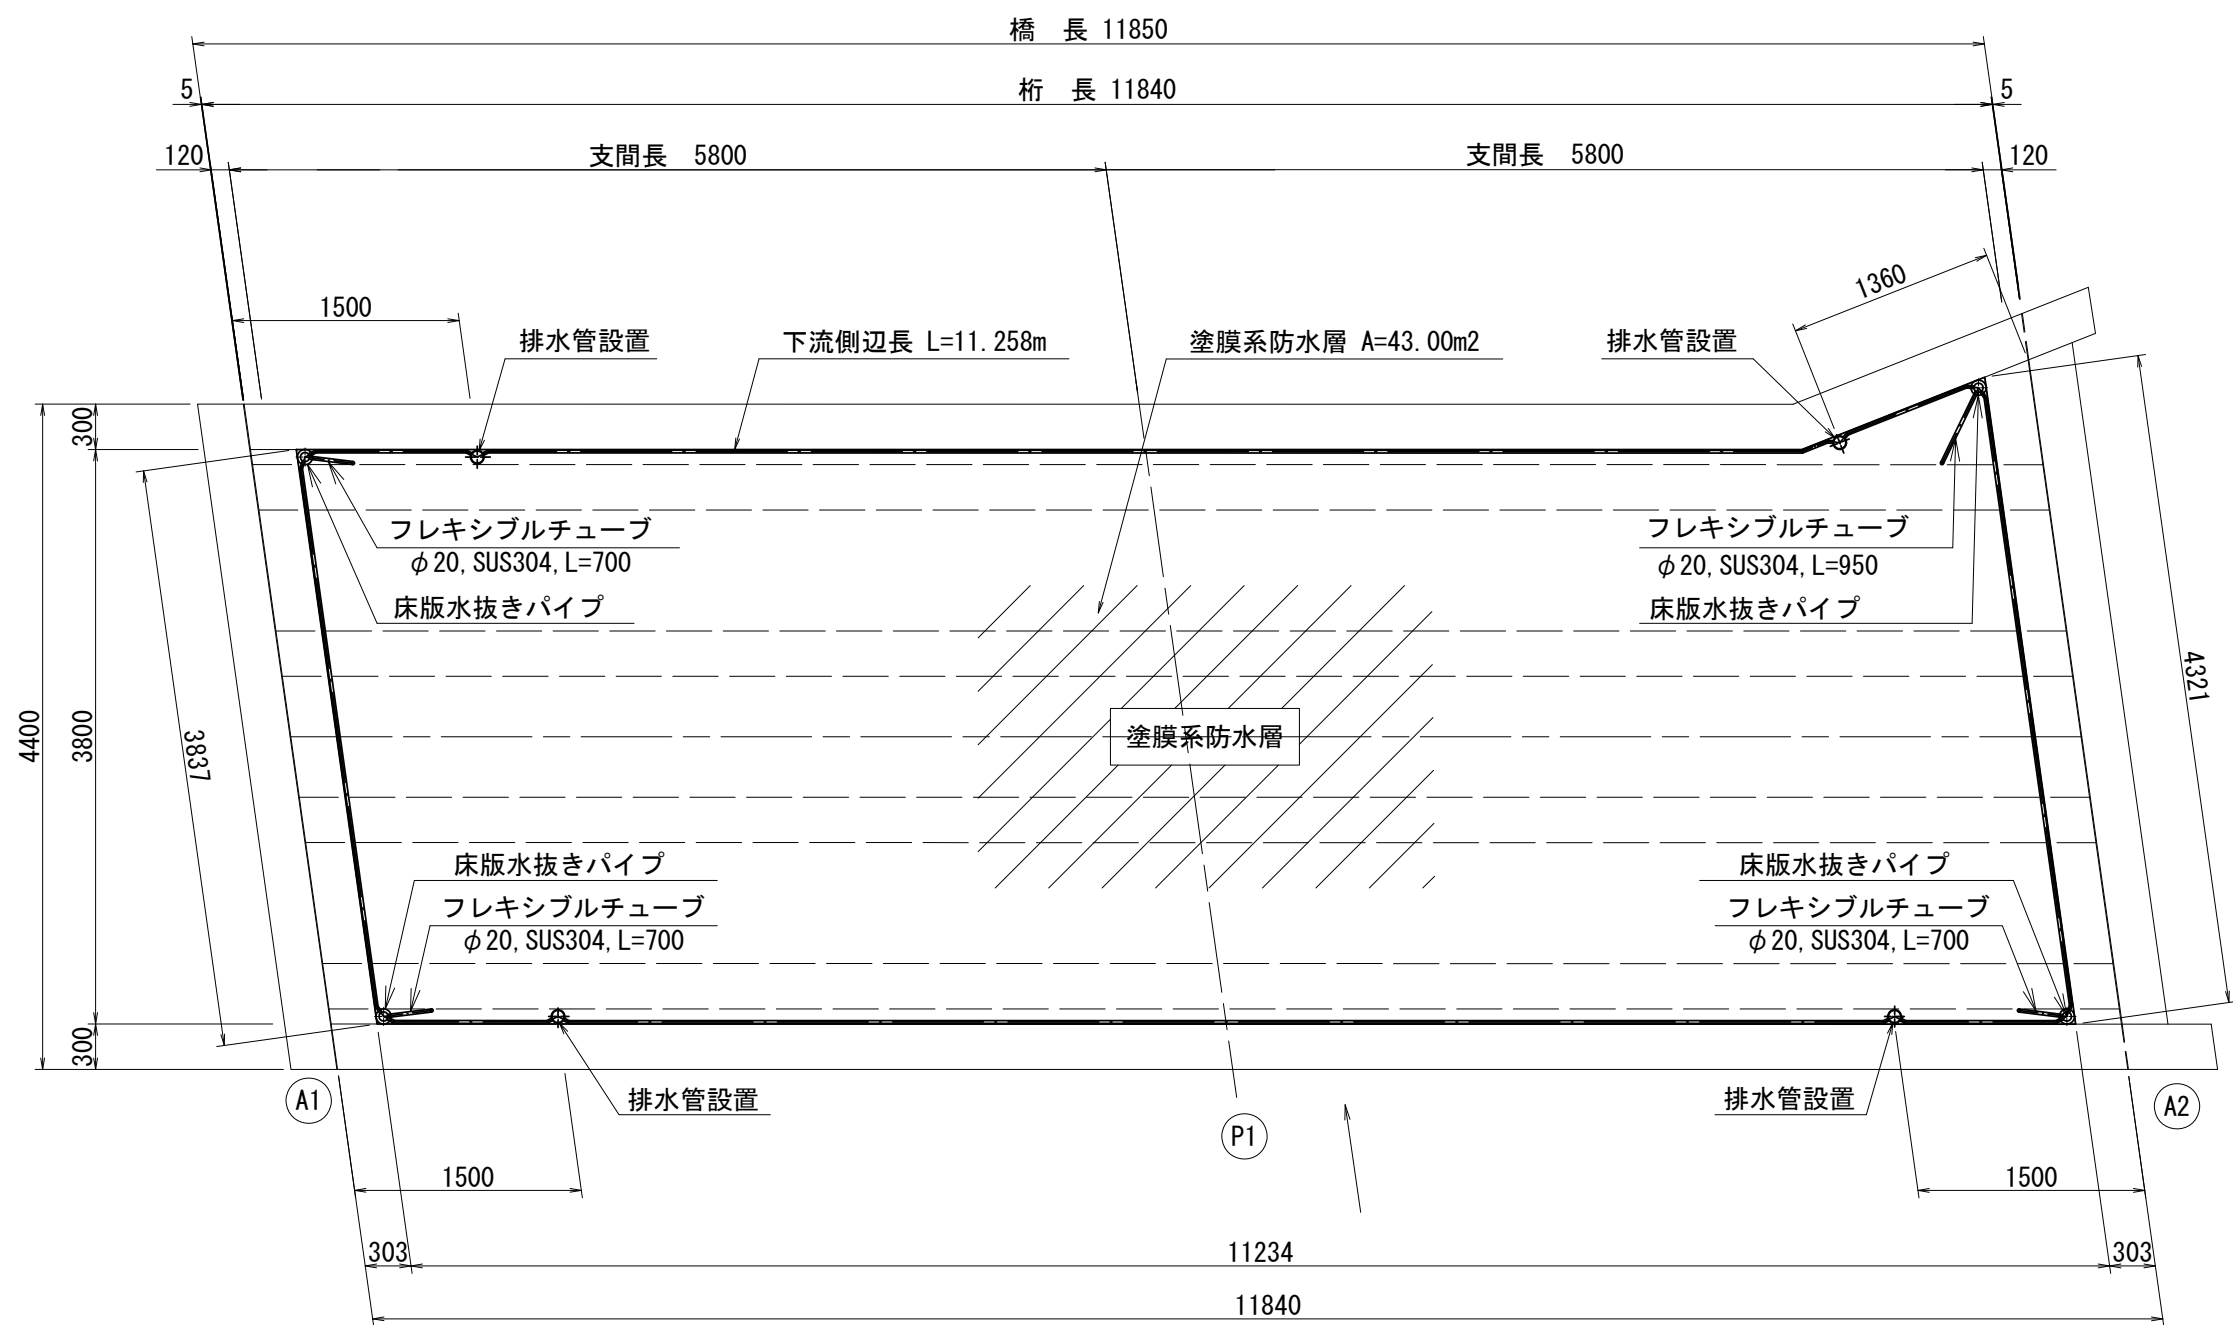 橋　長 11850
5
桁　長 11840
5
120
支間長　5800
支間長　5800
120
1360
1500
排水管設置
下流側辺長 L=11.258m
塗膜系防水層 A=43.00m2
排水管設置
300
フレキシブルチューブ
φ20, SUS304, L=700
床版水抜きパイプ
フレキシブルチューブ
φ20, SUS304, L=950
床版水抜きパイプ
4321
4400
3800
3837
塗膜系防水層
床版水抜きパイプ
フレキシブルチューブ
φ20, SUS304, L=700
床版水抜きパイプ
フレキシブルチューブ
φ20, SUS304, L=700
300
A1
排水管設置
P1
排水管設置
A2
1500
1500
303
11234
303
11840